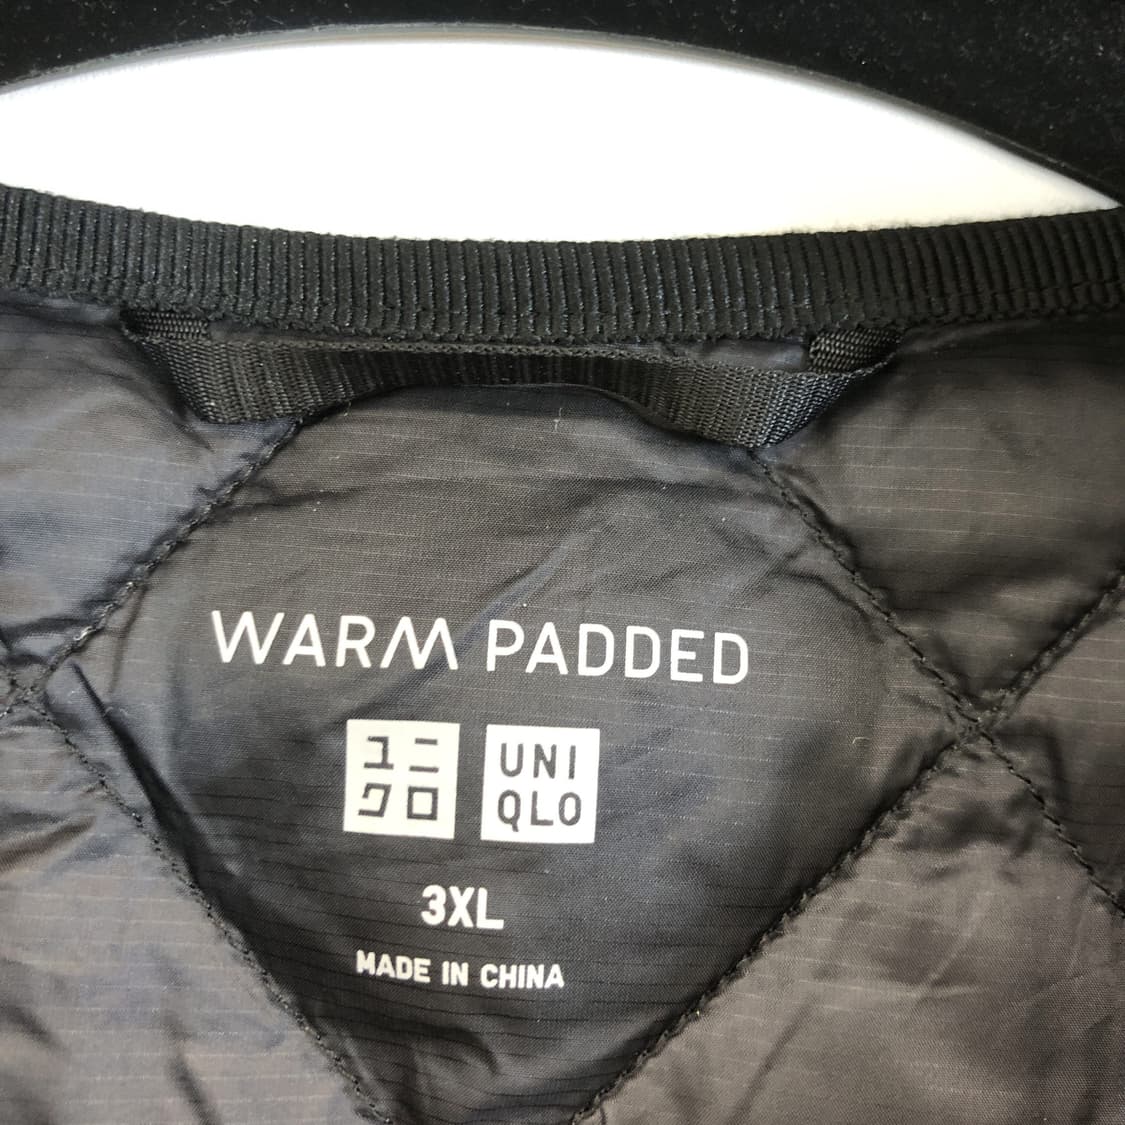 WARM PADDED
ユニ UNI
クロ QLO
3XL
MADE IN CHINA